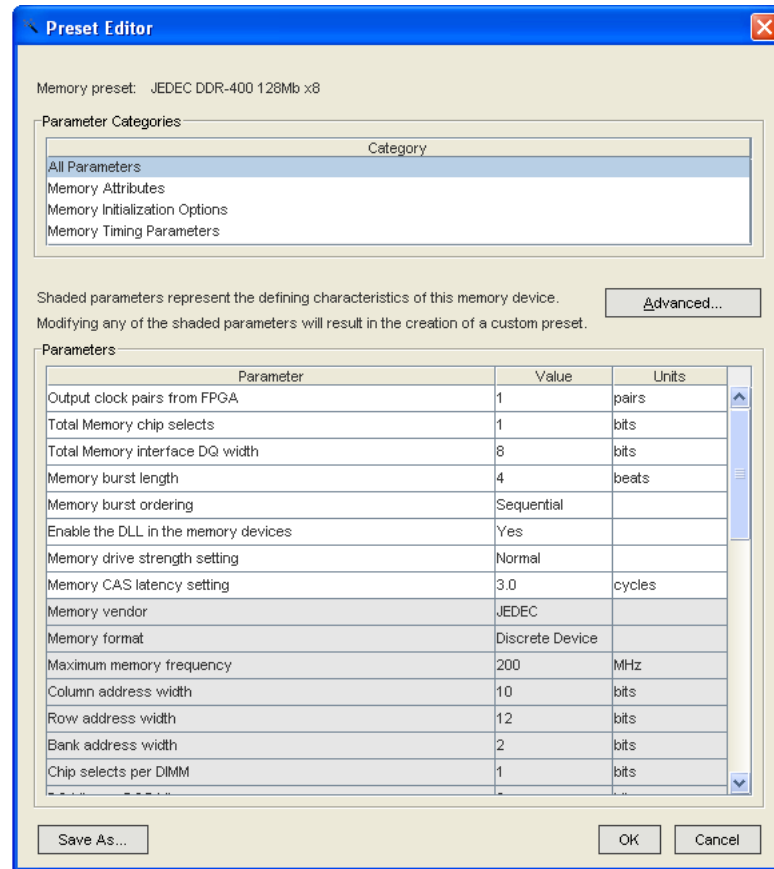 Preset Editor
Memory preset: JEDEC DDR-400 128Mb x8
Parameter Categories
Category
All Parameters
Memory Attributes
Memory Initialization Options
Memory Timing Parameters
Shaded parameters represent the defining characteristics of this memory device.
Modifying any of the shaded parameters will result in the creation of a custom preset.
Advanced...
Parameters
Parameter Value Units
Output clock pairs from FPGA 1 pairs
Total Memory chip selects 1 bits
Total Memory interface DQ width 8 bits
Memory burst length 4 beats
Memory burst ordering Sequential
Enable the DLL in the memory devices Yes
Memory drive strength setting Normal
Memory CAS latency setting 3.0 cycles
Memory vendor JEDEC
Memory format Discrete Device
Maximum memory frequency 200 MHz
Column address width 10 bits
Row address width 12 bits
Bank address width 2 bits
Chip selects per DIMM 1 bits
Save As... OK Cancel